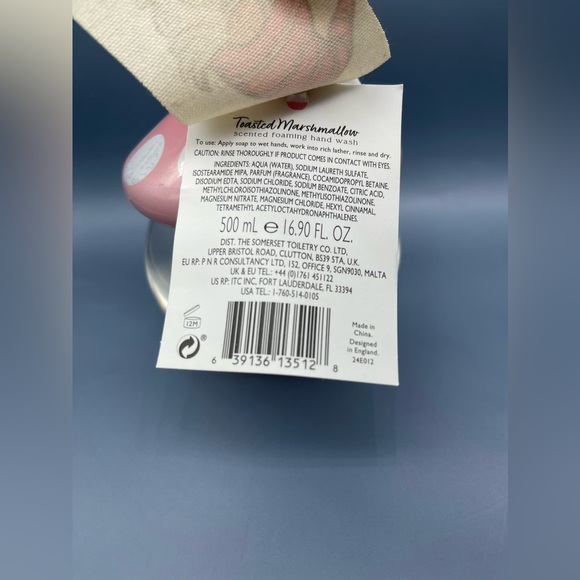 Toasted Marshmallow
scented foaming hand wash
To use: Apply soap to wet hands, work into rich lather, rinse and dry.
CAUTION: RINSE THOROUGHLY IF PRODUCT COMES IN CONTACT WITH EYES.
INGREDIENTS: AQUA (WATER), SODIUM LAURETH SULFATE,
ISOSTEARAMIDE MIPA, PARFUM (FRAGRANCE), COCAMIDOPROPYL BETAINE,
DISODIUM EDTA, SODIUM CHLORIDE, SODIUM BENZOATE, CITRIC ACID,
METHYLCHLOROISOTHIAZOLINONE, METHYLISOTHIAZOLINONE,
MAGNESIUM NITRATE, MAGNESIUM CHLORIDE, HEXYL CINNAMAL,
TETRAMETHYL ACETYLOCTAHYDRONAPHTHALENES.
500 mL e 16.90 FL. OZ.
DIST. THE SOMERSET TOILETRY CO. LTD,
UPPER BRISTOL ROAD, CLUTTON, BS39 5TA, U.K.
EU RP: P N R CONSULTANCY LTD, 152, OFFICE 9, SGN9030, MALTA
UK & EU TEL.: +44 (0)1761 451122
US RP: ITC INC, FORT LAUDERDALE, FL 33394
USA TEL.: 1-760-514-0105
12M
Made in
China.
Designed
in England.
24E012
®
6 39136 13512 8